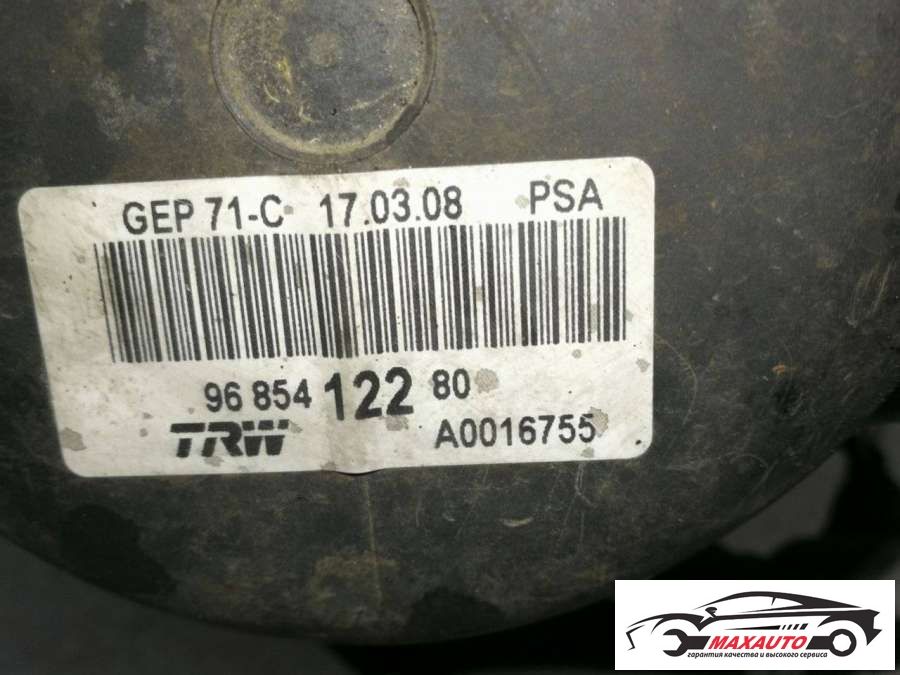 GEP 71-C 17.03.08 PSA
96 854 122 80
TRW A0016755
MAXAUTO
гарантия качества и высокого сервиса